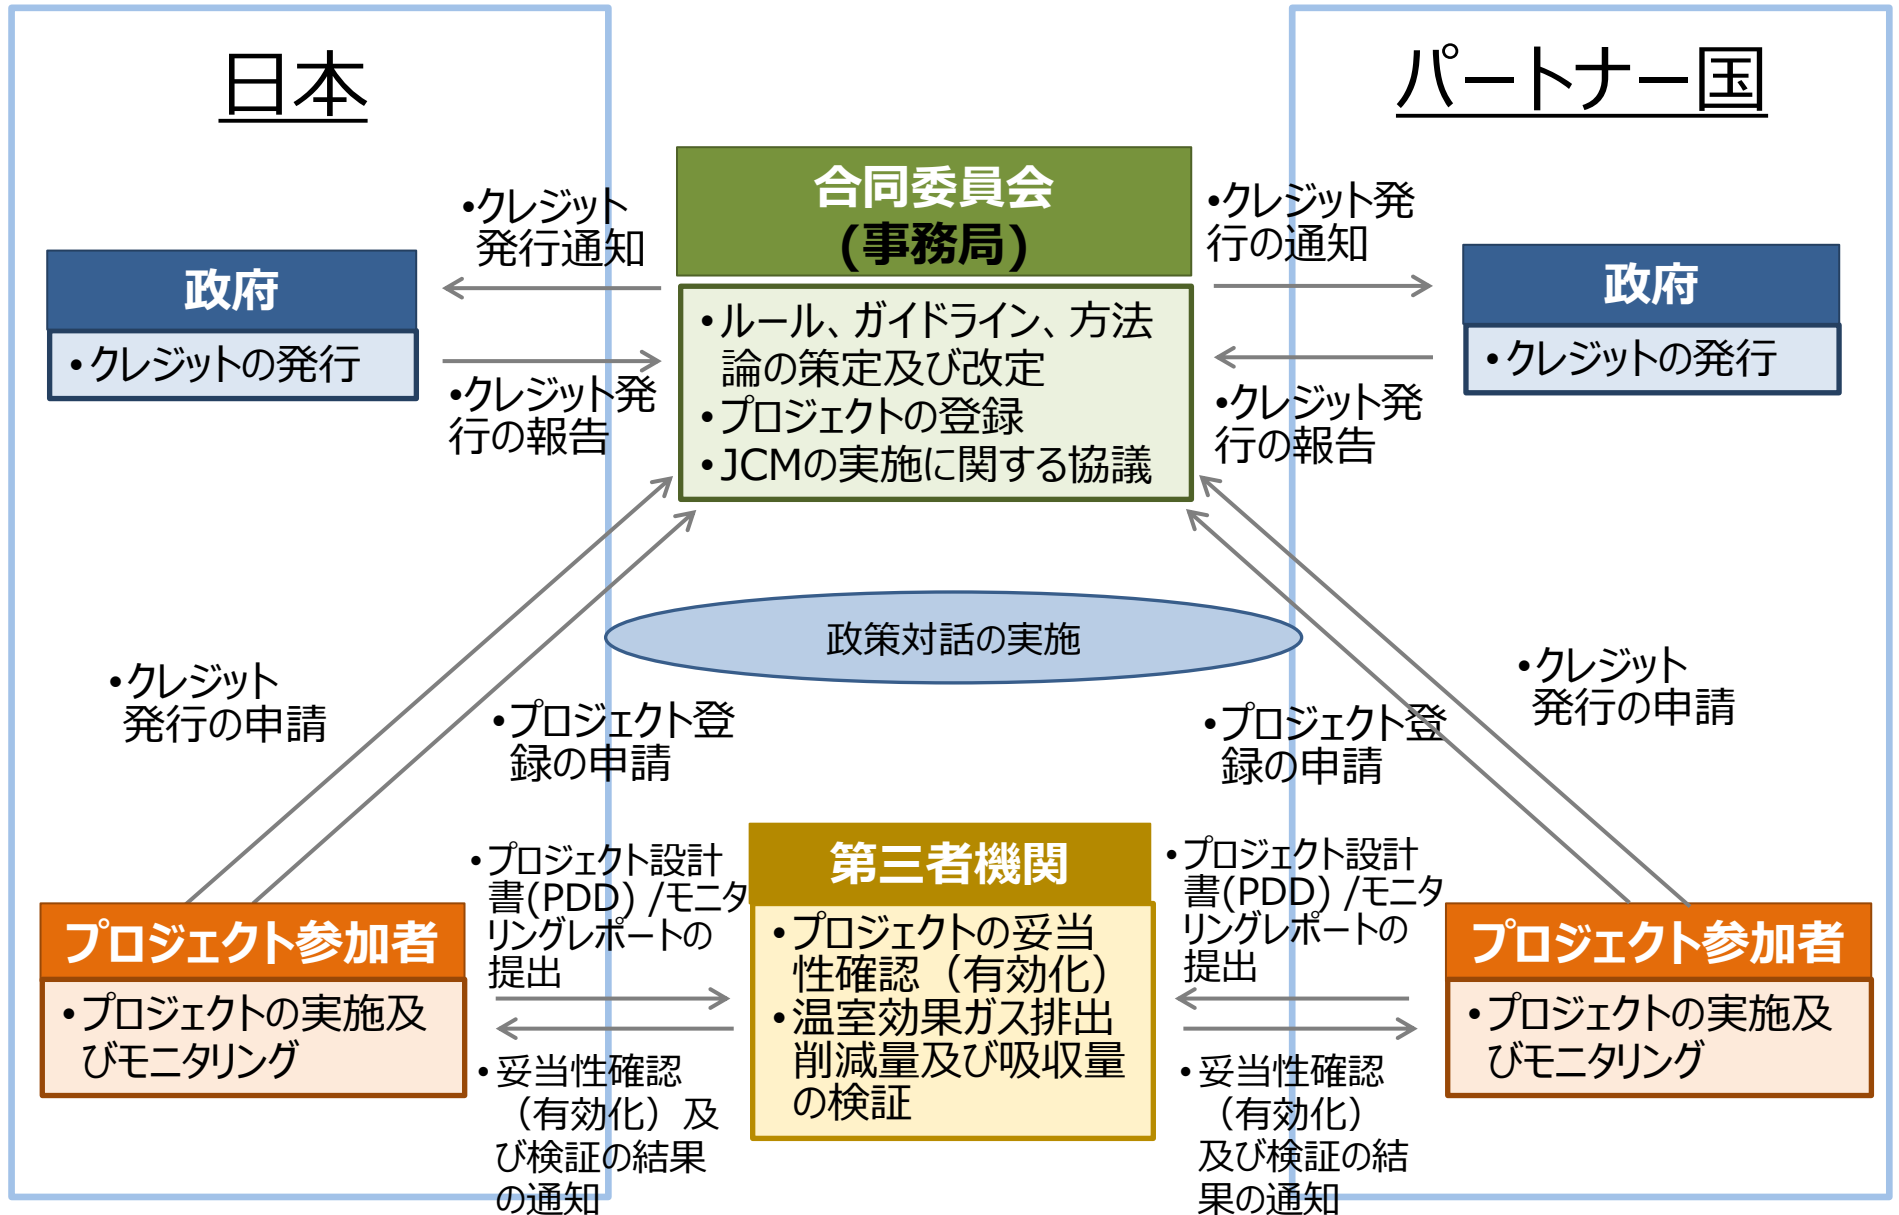 日本
パートナー国
合同委員会
(事務局)
•ルール、ガイドライン、方法
論の策定及び改定
•プロジェクトの登録
•JCMの実施に関する協議
•クレジット
発行通知
•クレジット発
行の通知
政府
•クレジットの発行
政府
•クレジットの発行
•クレジット発
行の報告
•クレジット発
行の報告
政策対話の実施
•クレジット
発行の申請
•プロジェクト登
録の申請
•プロジェクト登
録の申請
•クレジット
発行の申請
プロジェクト参加者
•プロジェクトの実施及
びモニタリング
•プロジェクト設計
書(PDD) /モニタ
リングレポートの
提出
•妥当性確認
(有効化)及
び検証の結果
の通知
第三者機関
•プロジェクトの妥当
性確認(有効化)
•温室効果ガス排出
削減量及び吸収量
の検証
•プロジェクト設計
書(PDD) /モニタ
リングレポートの
提出
•妥当性確認
(有効化)
及び検証の結
果の通知
プロジェクト参加者
•プロジェクトの実施及
びモニタリング